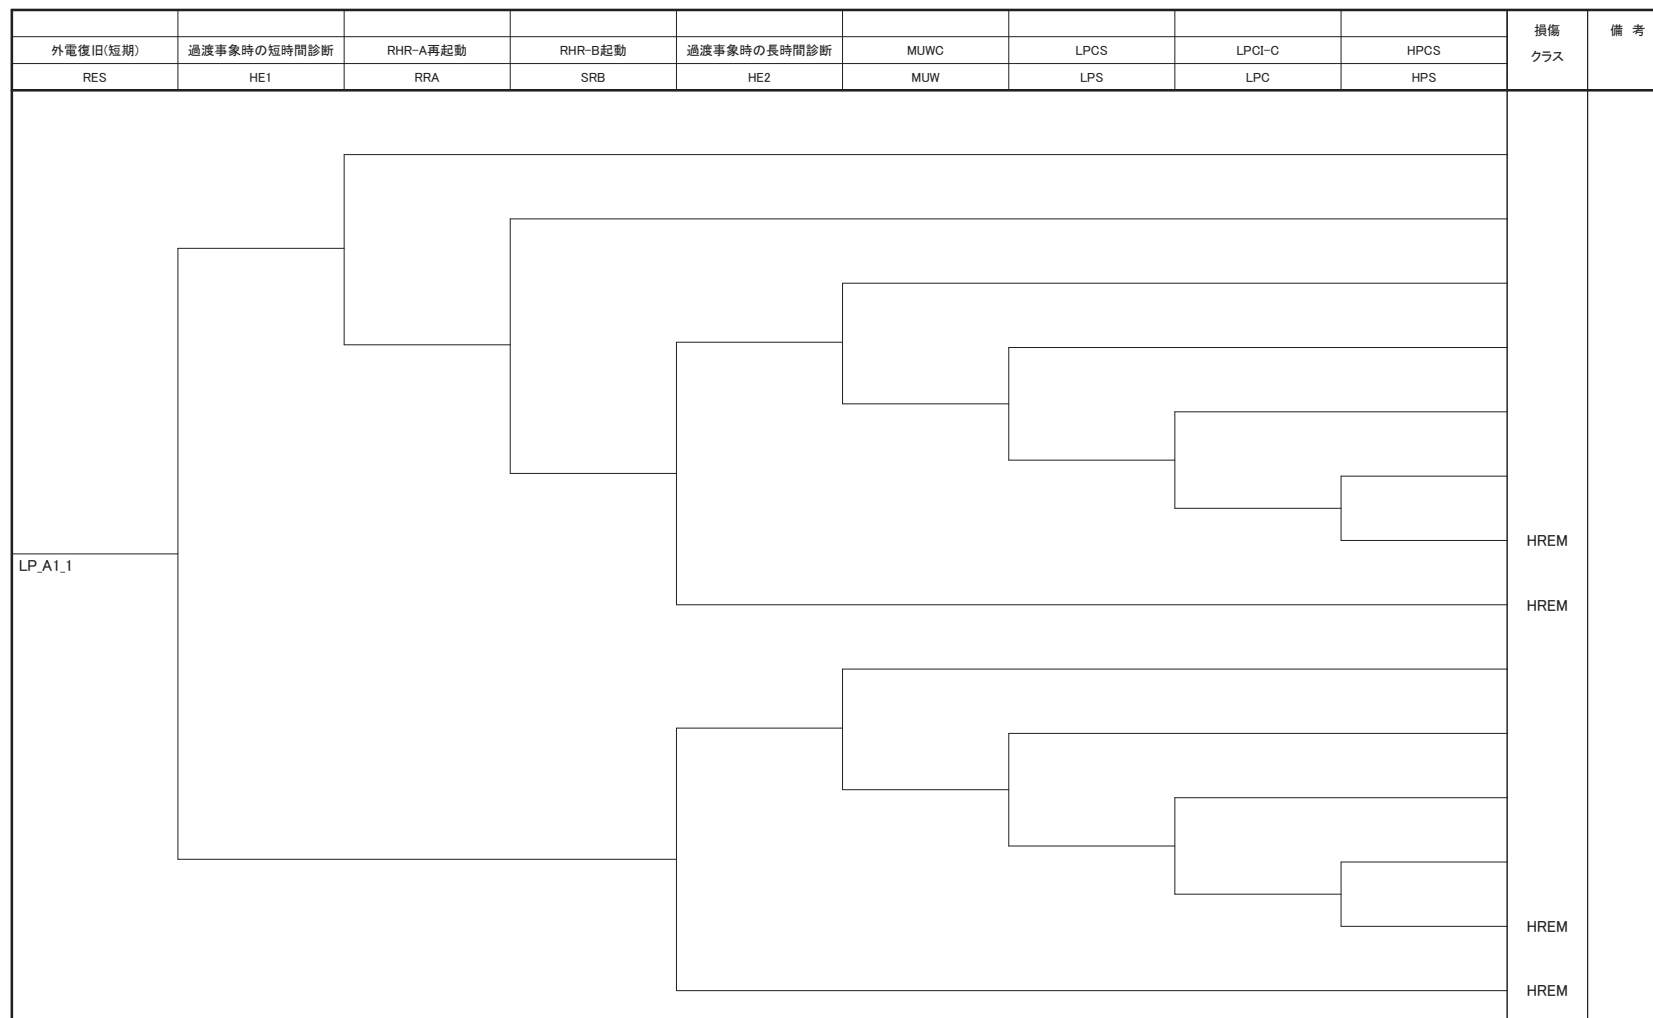 外電復旧(短期) 過渡事象時の短時間診断 RHR-A再起動 RHR-B起動 過渡事象時の長時間診断 MUWC LPCS LPCI-C HPCS 損傷クラス 備 考
RES HE1 RRA SRB HE2 MUW LPS LPC HPS
HREM
LP_A1_1
HREM
HREM
HREM